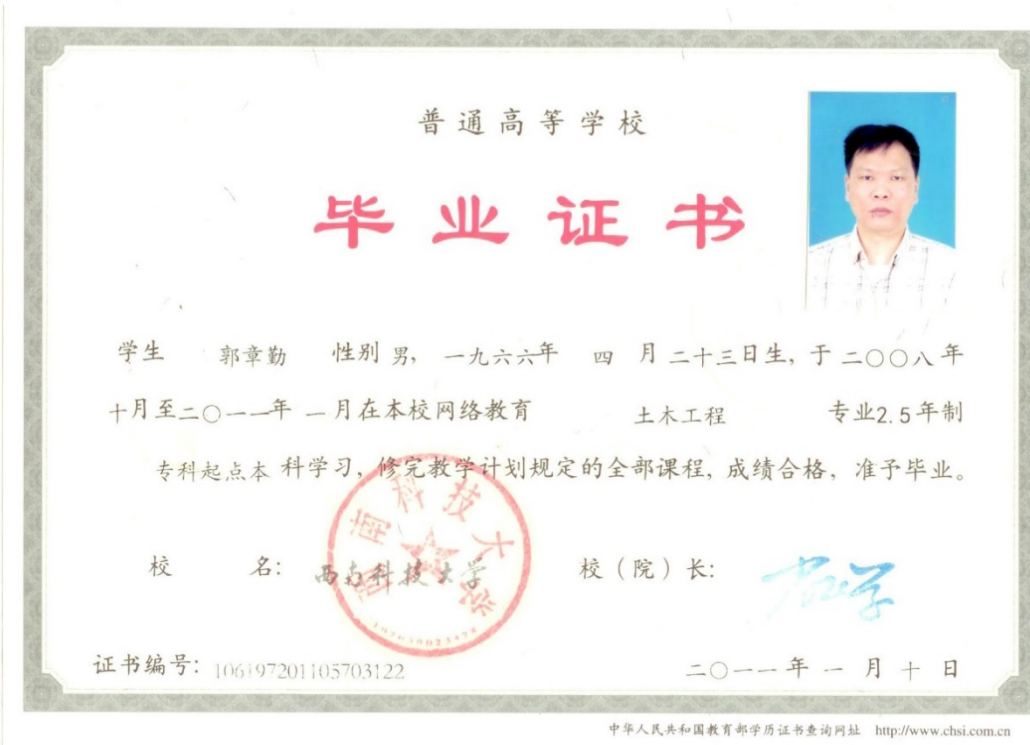 普通高等学校
毕业证书
学生 郭章勤 性别 男, 一九六六年 四 月 二十三日生, 于 二〇〇八 年
十月至二〇一一年 一月在本校网络教育 土木工程 专业2.5年制
专科起点本 科学习, 修完教学计划规定的全部课程, 成绩合格, 准予毕业。
西南科技大学
校 名: 西南科技大学 校(院)长:
证书编号: 106197201105703122 二〇一一年 一 月 十 日
中华人民共和国教育部学历证书查询网址 http://www.chsi.com.cn